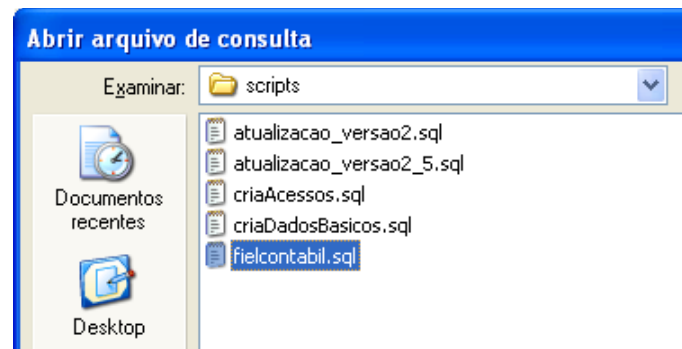 Abrir arquivo de consulta
Examinar: scripts
atualizacao_versao2.sql
atualizacao_versao2_5.sql
criaAcessos.sql
criaDadosBasicos.sql
fielcontabil.sql
Documentos
recentes
Desktop